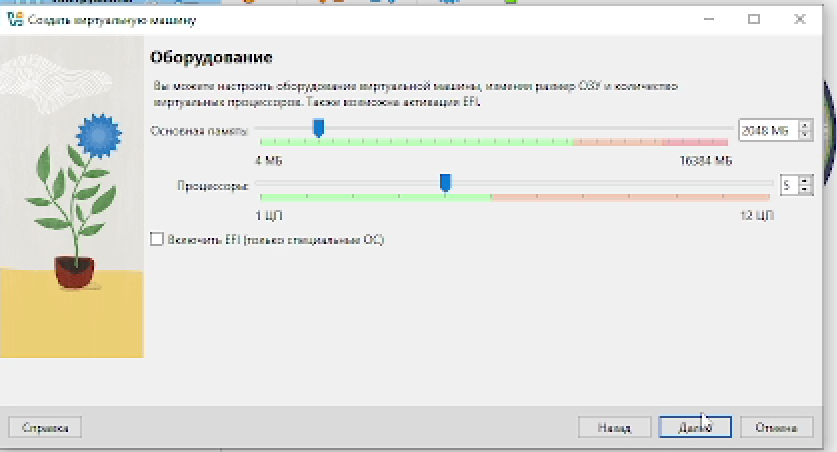 Создать виртуальную машину
Оборудование
Вы можете настроить оборудование виртуальной машины, изменив размер ОЗУ и количество
виртуальных процессоров. Также возможна активация EFI.
Основная память: 2048 МБ
4 МБ 16384 МБ
Процессоры: 5
1 ЦП 12 ЦП
Включить EFI (только специальные ОС)
Справка Назад Далее Отмена